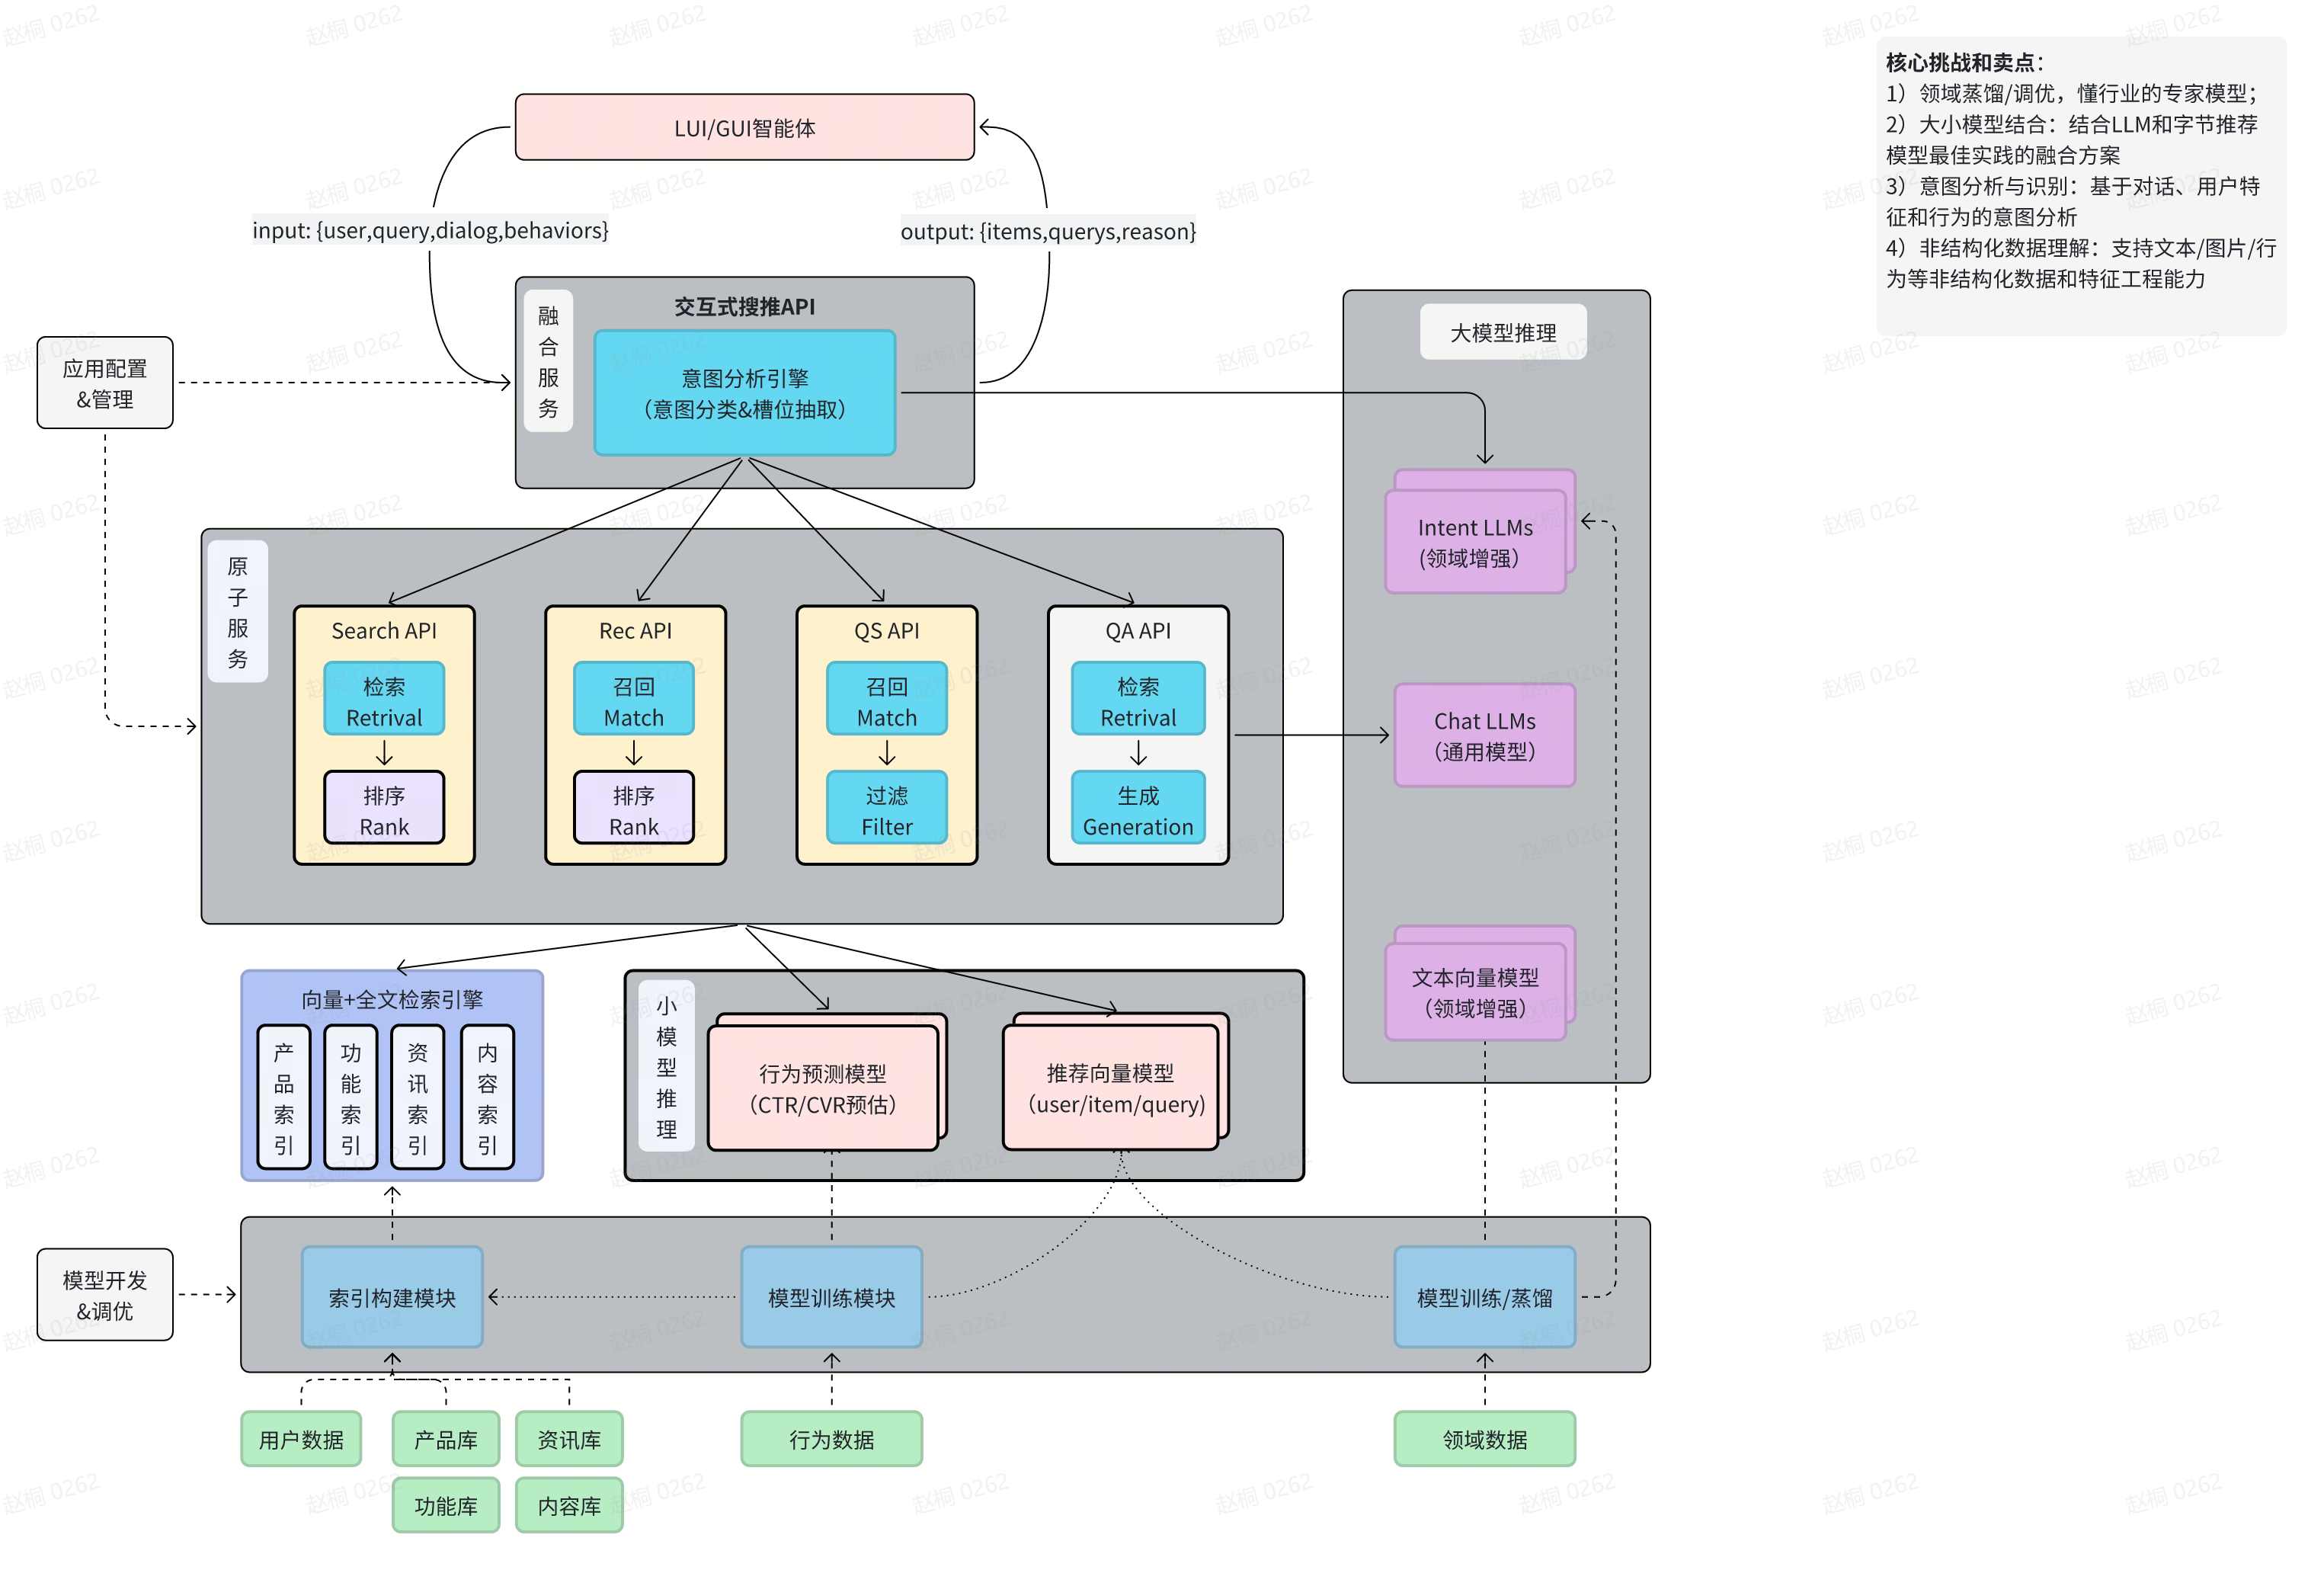 核心挑战和卖点：
1）领域蒸馏/调优，懂行业的专家模型；
2）大小模型结合：结合LLM和字节推荐
模型最佳实践的融合方案
3）意图分析与识别：基于对话、用户特
征和行为的意图分析
4）非结构化数据理解：支持文本/图片/行
为等非结构化数据和特征工程能力
LUI/GUI智能体
input: {user,query,dialog,behaviors}
output: {items,querys,reason}
融
合
服
务
交互式搜推API
意图分析引擎
（意图分类&槽位抽取）
应用配置
&管理
大模型推理
Intent LLMs
(领域增强）
Chat LLMs
（通用模型）
文本向量模型
（领域增强）
原
子
服
务
Search API
检索
Retrival
排序
Rank
Rec API
召回
Match
排序
Rank
QS API
召回
Match
过滤
Filter
QA API
检索
Retrival
生成
Generation
向量+全文检索引擎
产
品
索
引
功
能
索
引
资
讯
索
引
内
容
索
引
小
模
型
推
理
行为预测模型
（CTR/CVR预估）
推荐向量模型
（user/item/query)
模型开发
&调优
索引构建模块
模型训练模块
模型训练/蒸馏
用户数据
产品库
资讯库
行为数据
领域数据
功能库
内容库
赵桐 0262